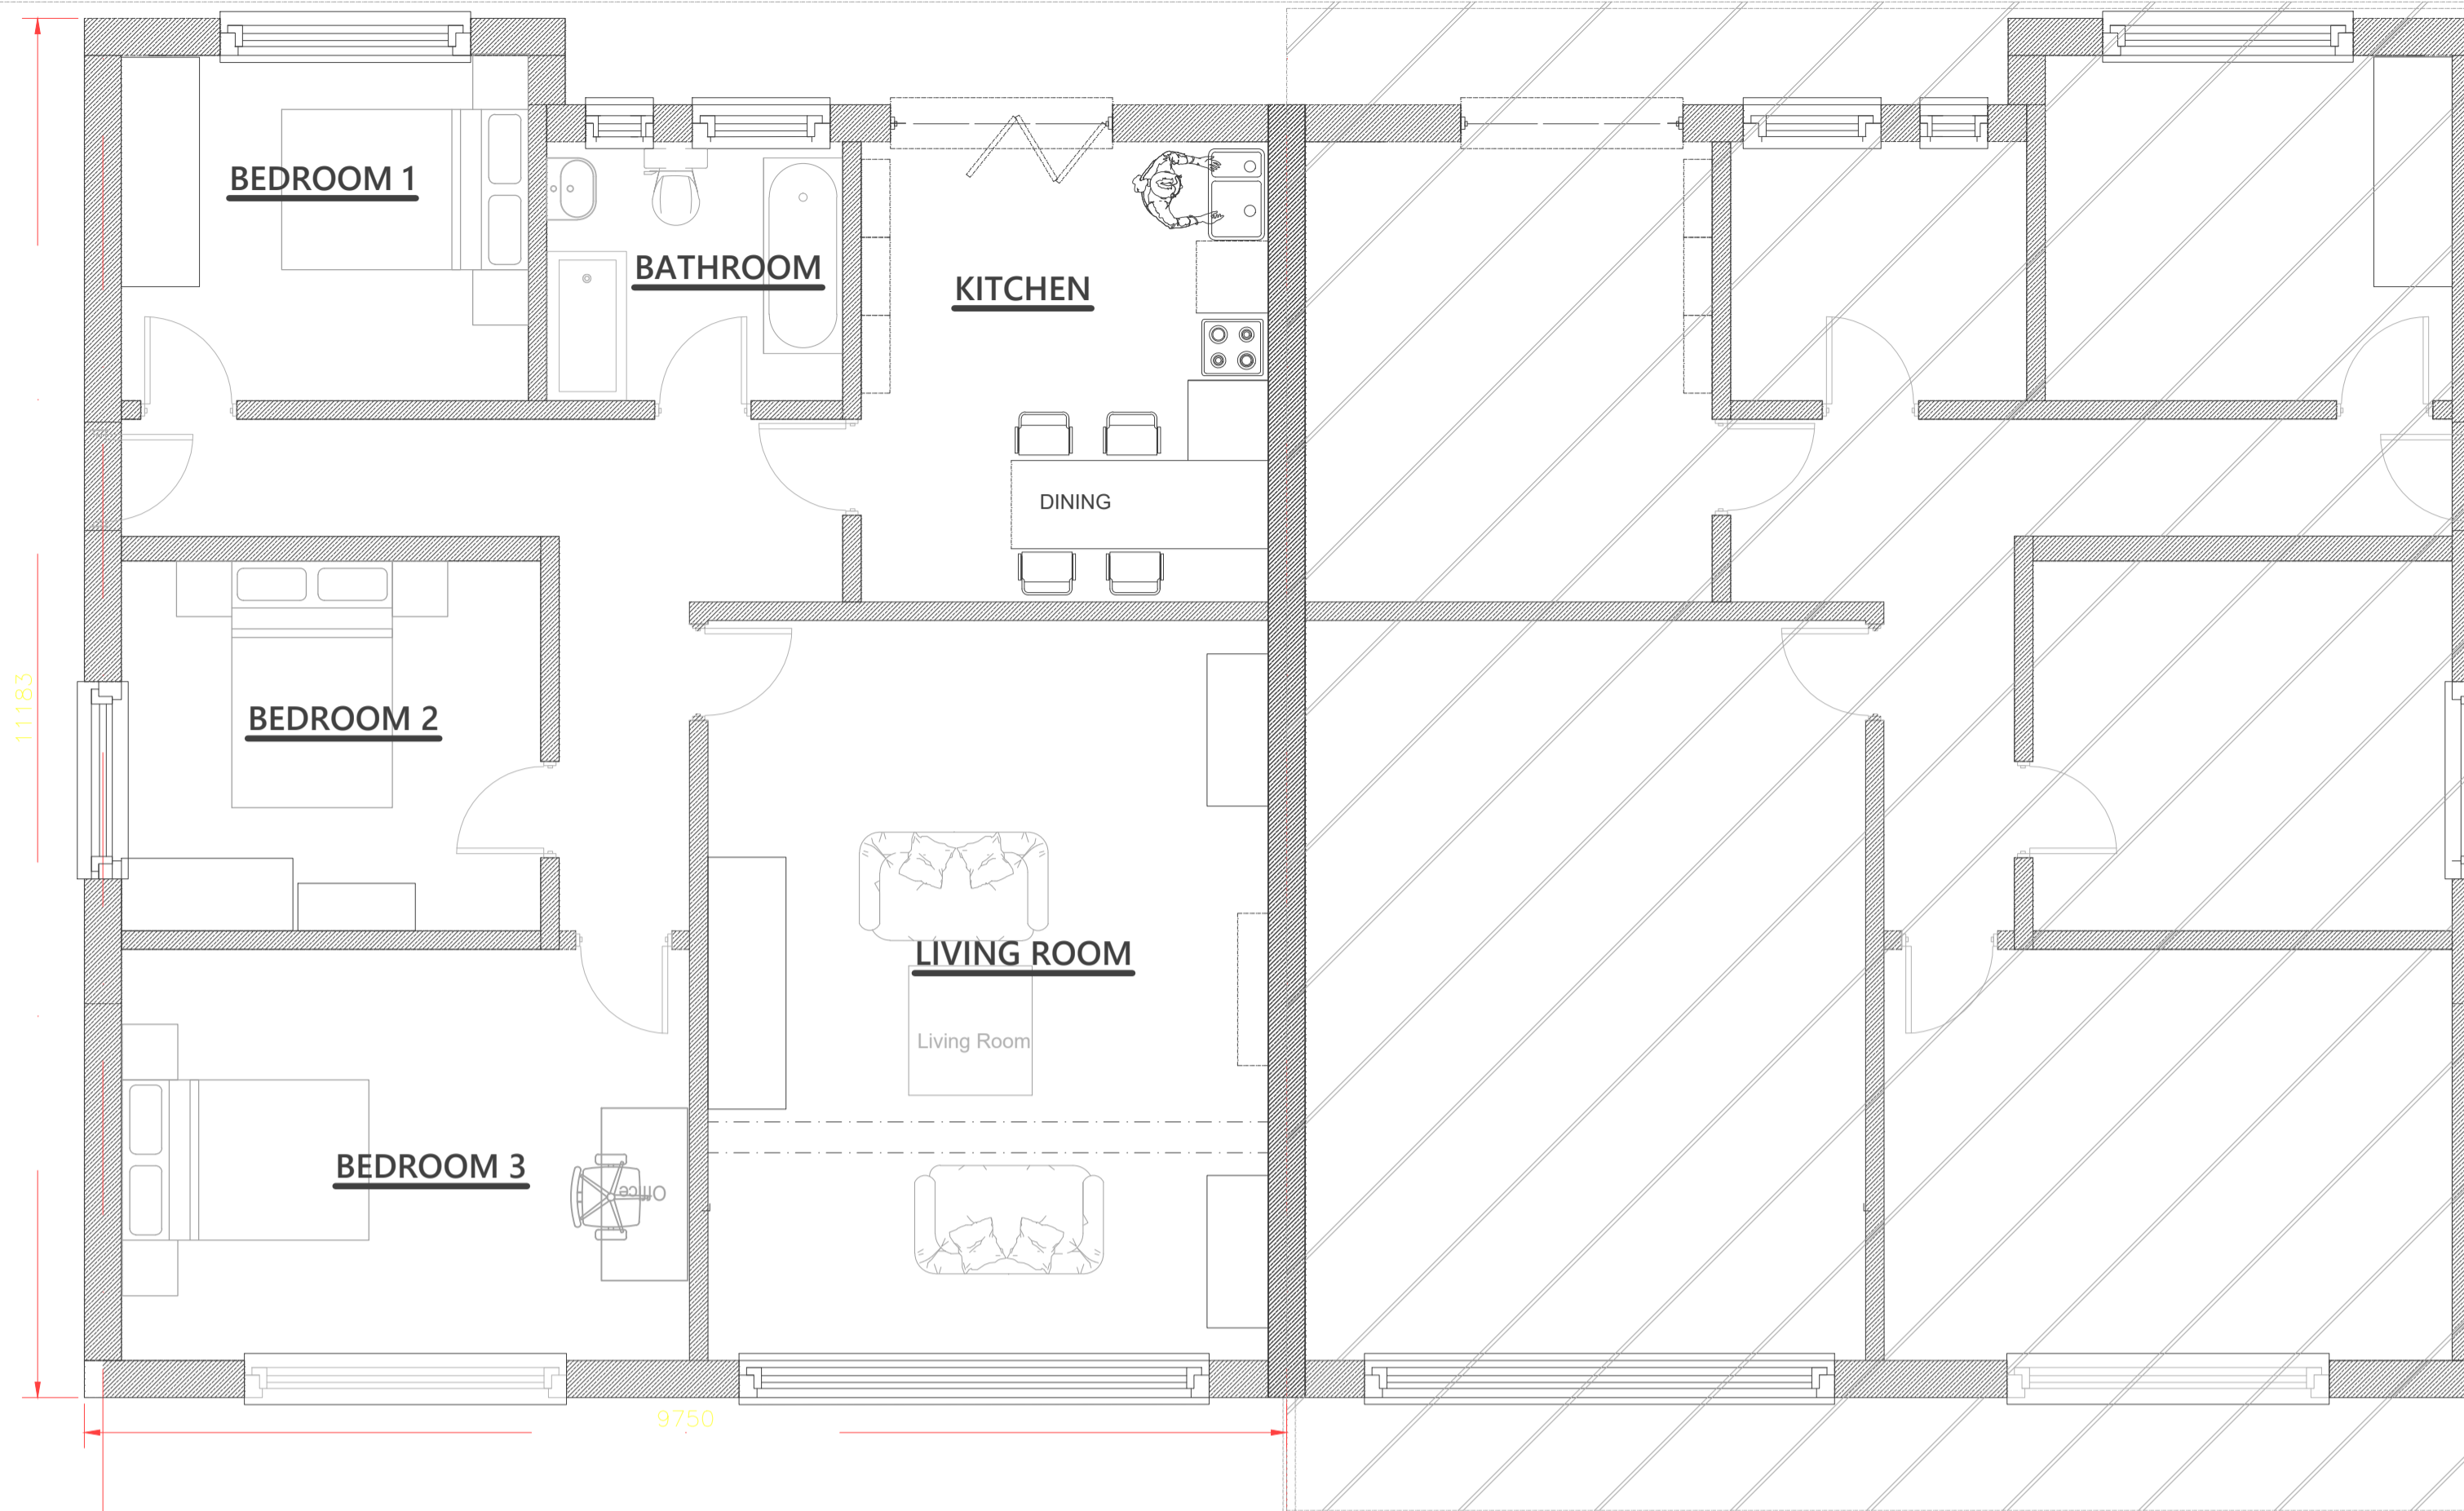 BEDROOM 1
BATHROOM
KITCHEN
DINING
11183
BEDROOM 2
LIVING ROOM
Living Room
BEDROOM 3
Office
9750